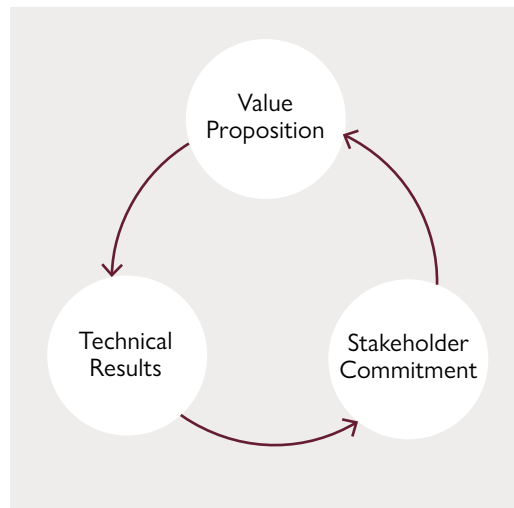 Value
Proposition
Technical
Results
Stakeholder
Commitment